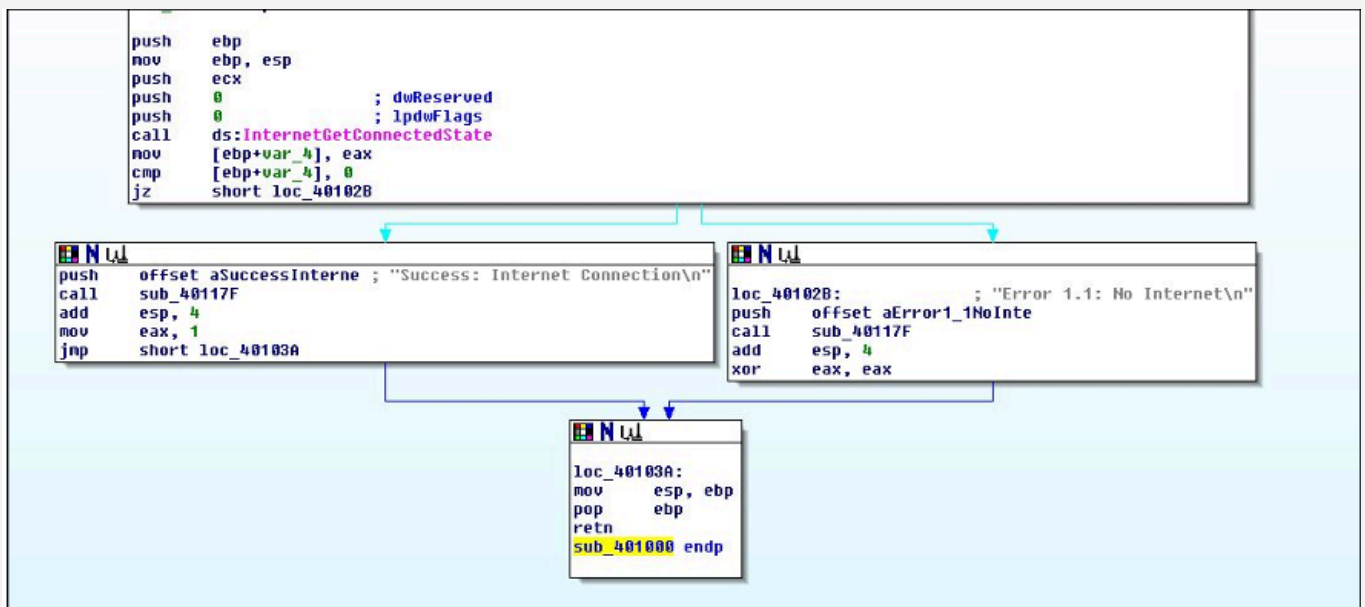 push ebp
mov ebp, esp
push ecx
push 0 ; dwReserved
push 0 ; lpdwFlags
call ds:InternetGetConnectedState
mov [ebp+var_4], eax
cmp [ebp+var_4], 0
jz short loc_40102B
push offset aSuccessInterne ; "Success: Internet Connection\n"
call sub_40117F
add esp, 4
mov eax, 1
jmp short loc_40103A
loc_40102B: ; "Error 1.1: No Internet\n"
push offset aError1_1NoInte
call sub_40117F
add esp, 4
xor eax, eax
loc_40103A:
mov esp, ebp
pop ebp
retn
sub_401000 endp